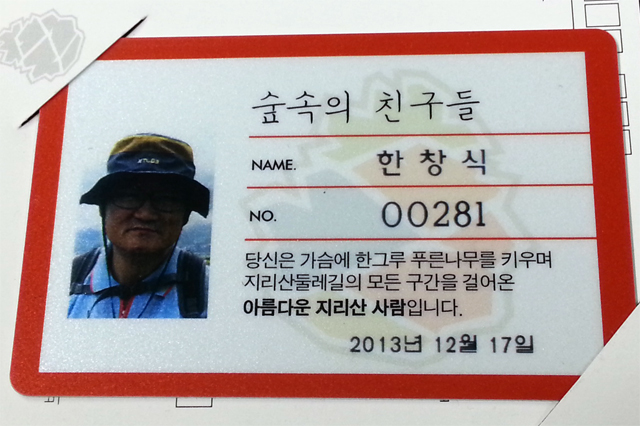 숲속의 친구들
NAME. 한창식
NO. 00281
당신은 가슴에 한그루 푸른나무를 키우며
지리산둘레길의 모든 구간을 걸어온
아름다운 지리산 사람입니다.
2013년 12월 17일